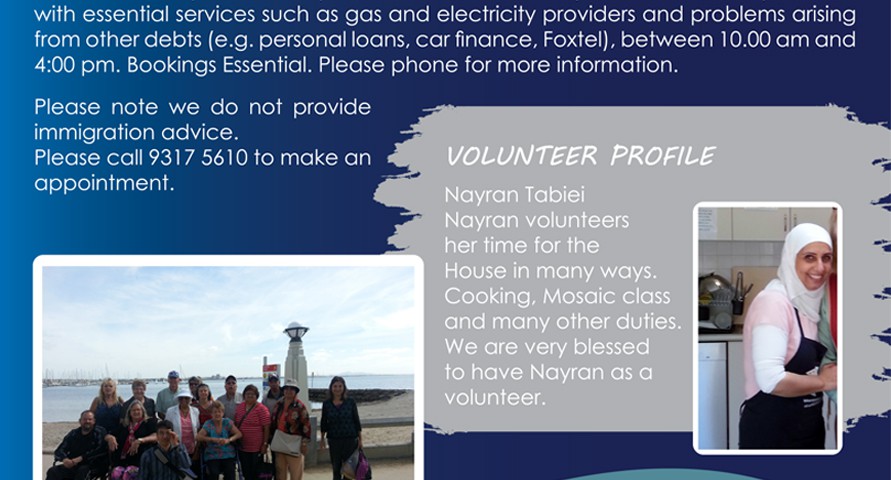 with essential services such as gas and electricity providers and problems arising
from other debts (e.g. personal loans, car finance, Foxtel), between 10.00 am and
4:00 pm. Bookings Essential. Please phone for more information.
Please note we do not provide
immigration advice.
Please call 9317 5610 to make an
appointment.
VOLUNTEER PROFILE
Nayran Tabiei
Nayran volunteers
her time for the
House in many ways.
Cooking, Mosaic class
and many other duties.
We are very blessed
to have Nayran as a
volunteer.